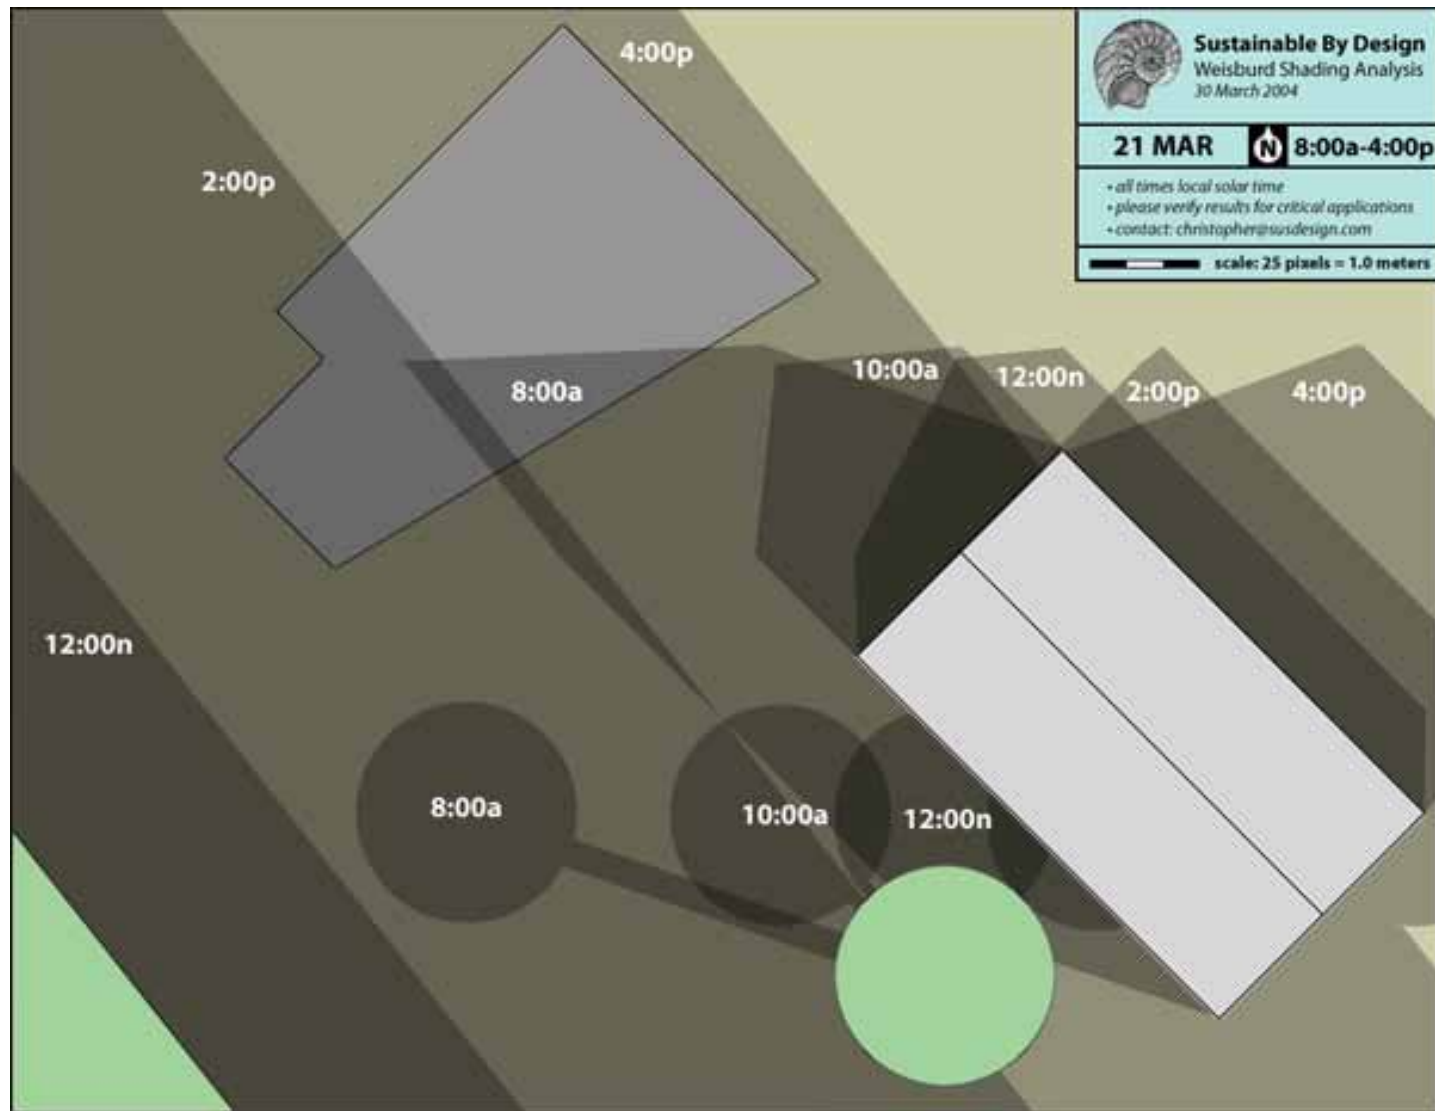 4:00p
Sustainable By Design
Weisburd Shading Analysis
30 March 2004
21 MAR N 8:00a-4:00p
• all times local solar time
• please verify results for critical applications
• contact: christopher@susdesign.com
scale: 25 pixels = 1.0 meters
2:00p
8:00a
10:00a
12:00n
2:00p
4:00p
12:00n
8:00a
10:00a
12:00n